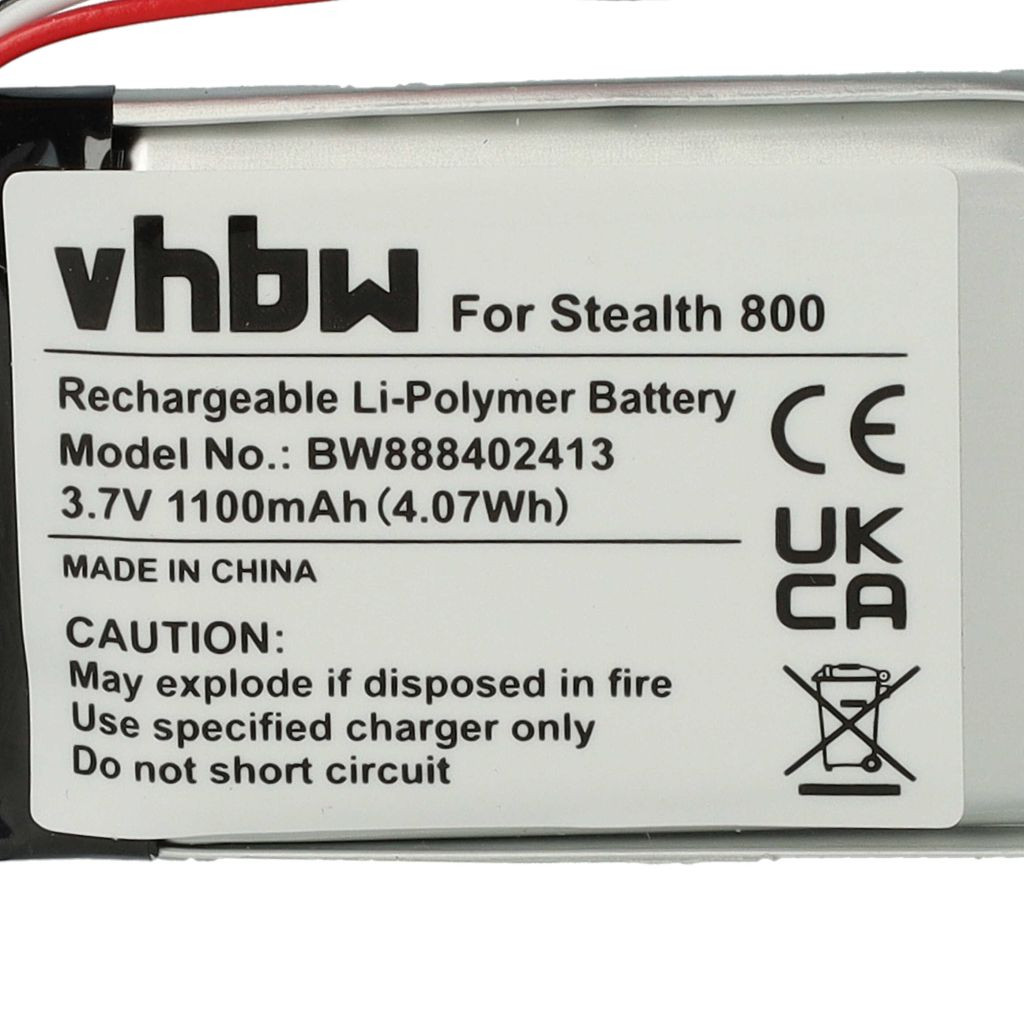 vhbw For Stealth 800
Rechargeable Li-Polymer Battery
Model No.: BW888402413
3.7V 1100mAh (4.07Wh)
CE
UK
CA
MADE IN CHINA
CAUTION:
May explode if disposed in fire
Use specified charger only
Do not short circuit